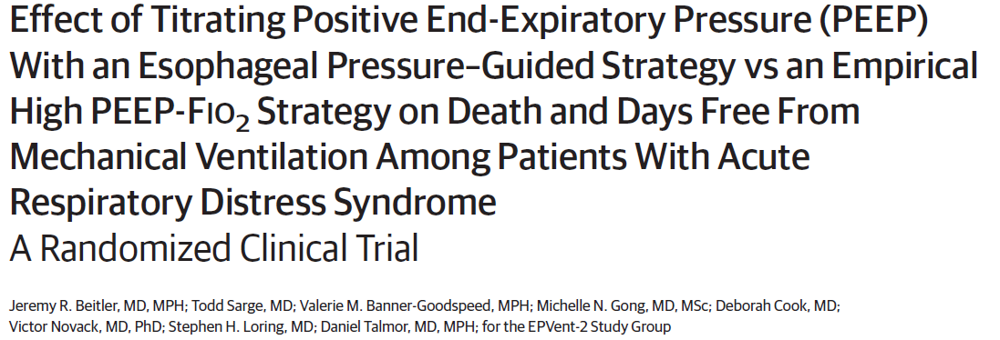 Effect of Titrating Positive End-Expiratory Pressure (PEEP)
With an Esophageal Pressure–Guided Strategy vs an Empirical
High PEEP-FIO₂ Strategy on Death and Days Free From
Mechanical Ventilation Among Patients With Acute
Respiratory Distress Syndrome
A Randomized Clinical Trial
Jeremy R. Beitler, MD, MPH; Todd Sarge, MD; Valerie M. Banner-Goodspeed, MPH; Michelle N. Gong, MD, MSc; Deborah Cook, MD;
Victor Novack, MD, PhD; Stephen H. Loring, MD; Daniel Talmor, MD, MPH; for the EPVent-2 Study Group